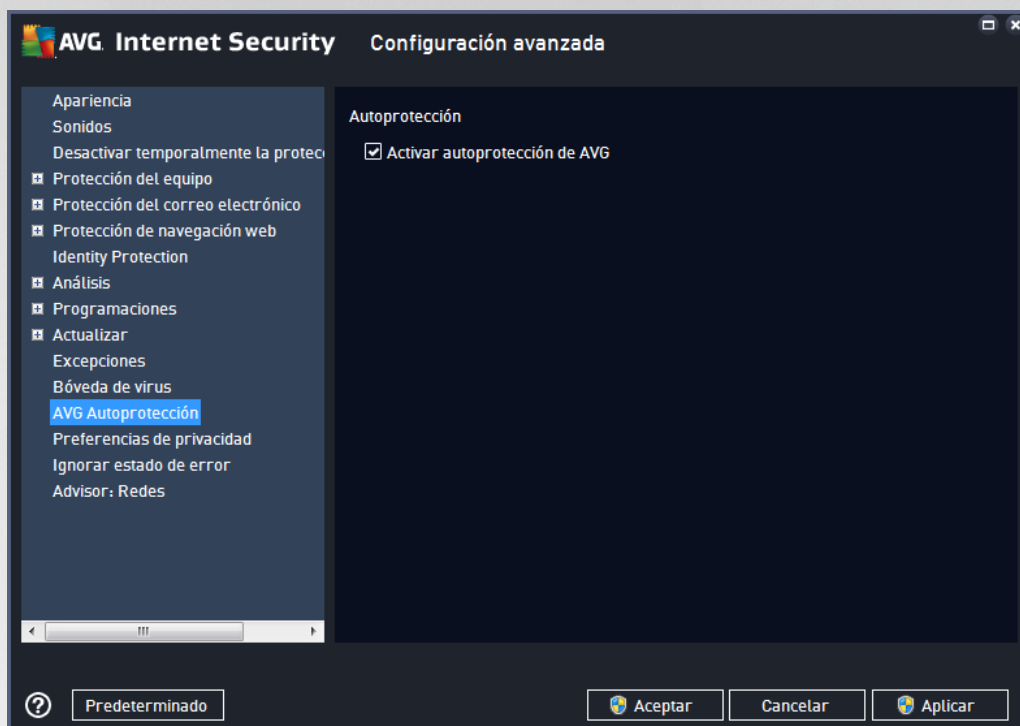 AVG. Internet Security Configuración avanzada
Apariencia
Sonidos
Desactivar temporalmente la protec
Protección del equipo
Protección del correo electrónico
Protección de navegación web
Identity Protection
Análisis
Programaciones
Actualizar
Excepciones
Bóveda de virus
AVG Autoprotección
Preferencias de privacidad
Ignorar estado de error
Advisor: Redes
Autoprotección
Activar autoprotección de AVG
Predeterminado
Aceptar
Cancelar
Aplicar